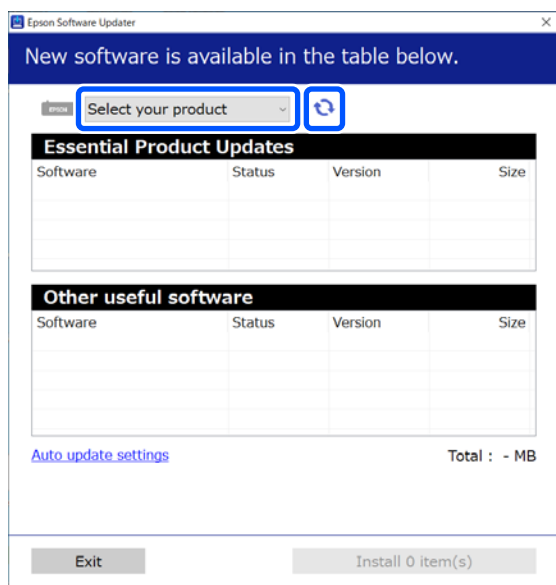 Epson Software Updater
New software is available in the table below.
EPSON Select your product
Essential Product Updates
Software Status Version Size
Other useful software
Software Status Version Size
Auto update settings Total : - MB
Exit Install 0 item(s)